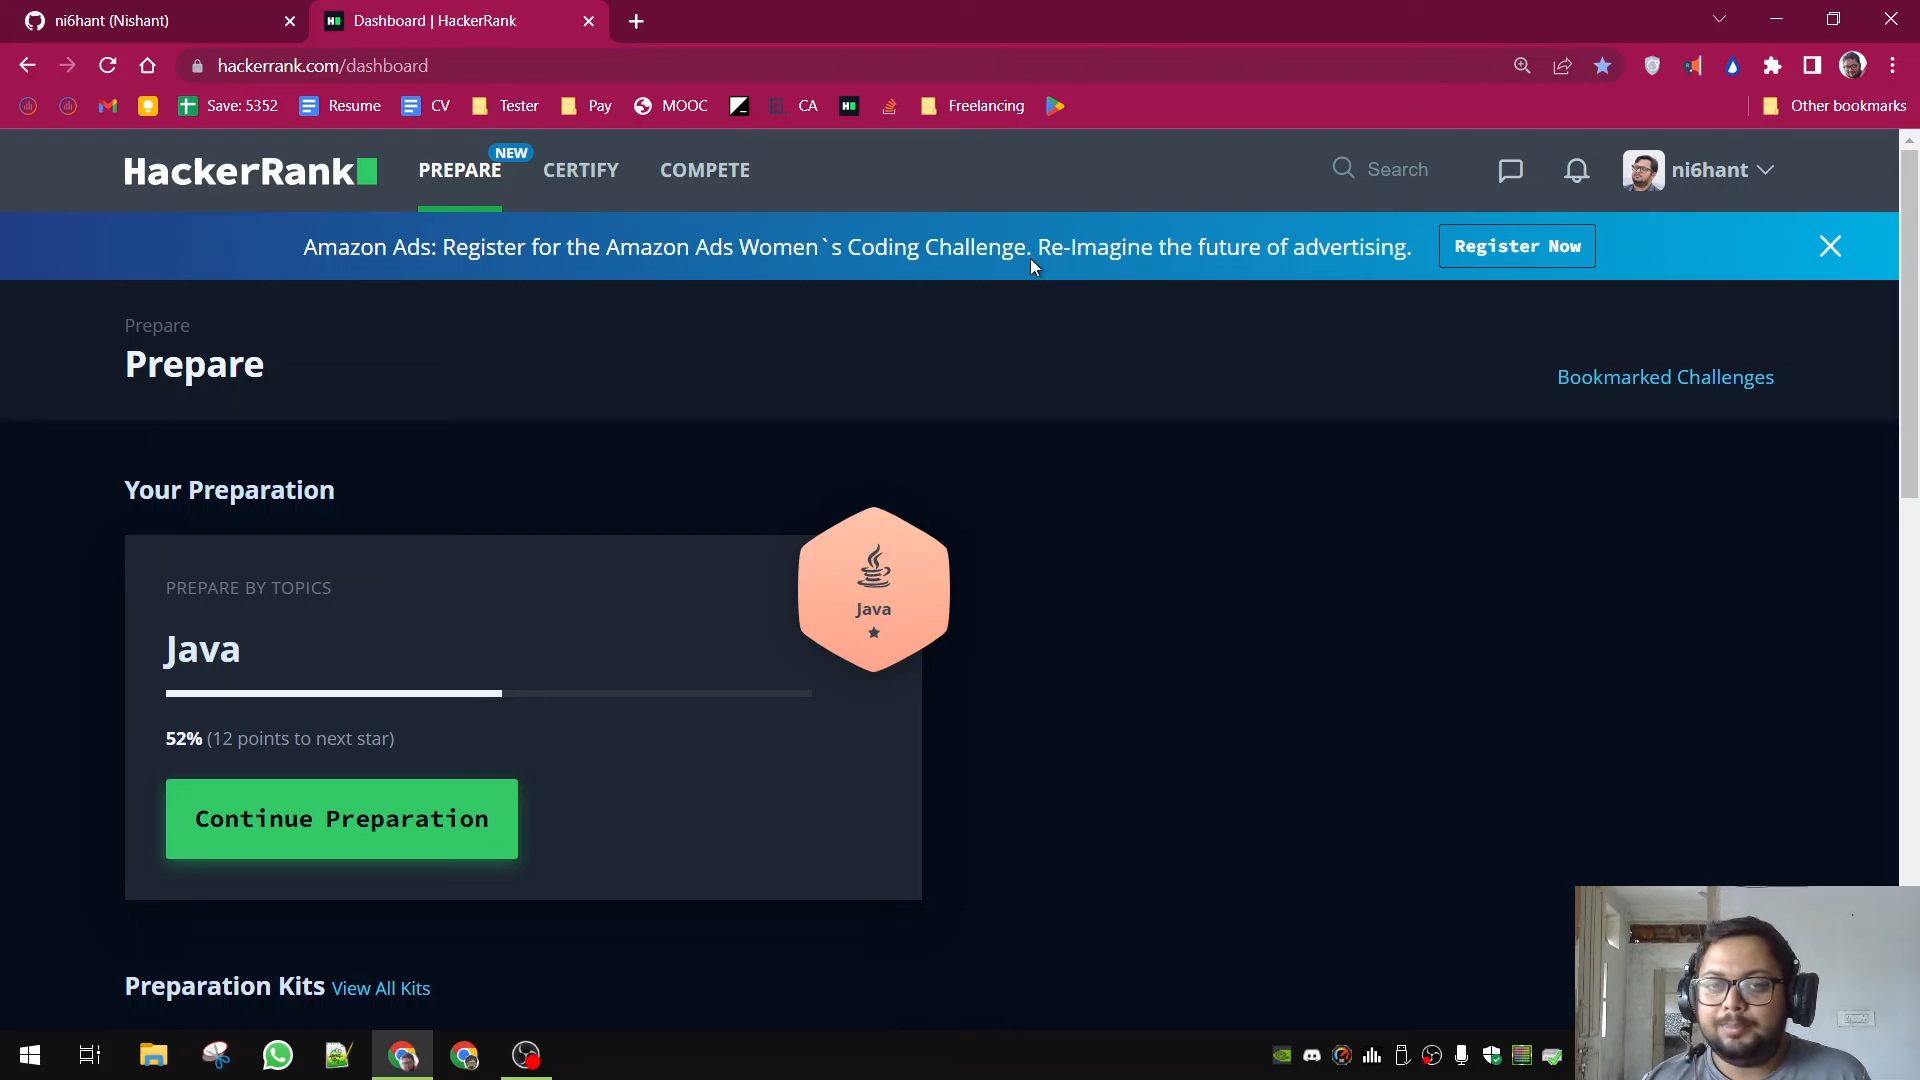 ni6hant (Nishant)
Dashboard | HackerRank
hackerrank.com/dashboard
Save: 5352
Resume
CV
Tester
Pay
MOOC
CA
Freelancing
Other bookmarks
HackerRank
PREPARE
NEW
CERTIFY
COMPETE
Search
ni6hant
Amazon Ads: Register for the Amazon Ads Women`s Coding Challenge. Re-Imagine the future of advertising.
Register Now
Prepare
Prepare
Bookmarked Challenges
Your Preparation
PREPARE BY TOPICS
Java
Java
52% (12 points to next star)
Continue Preparation
Preparation Kits View All Kits